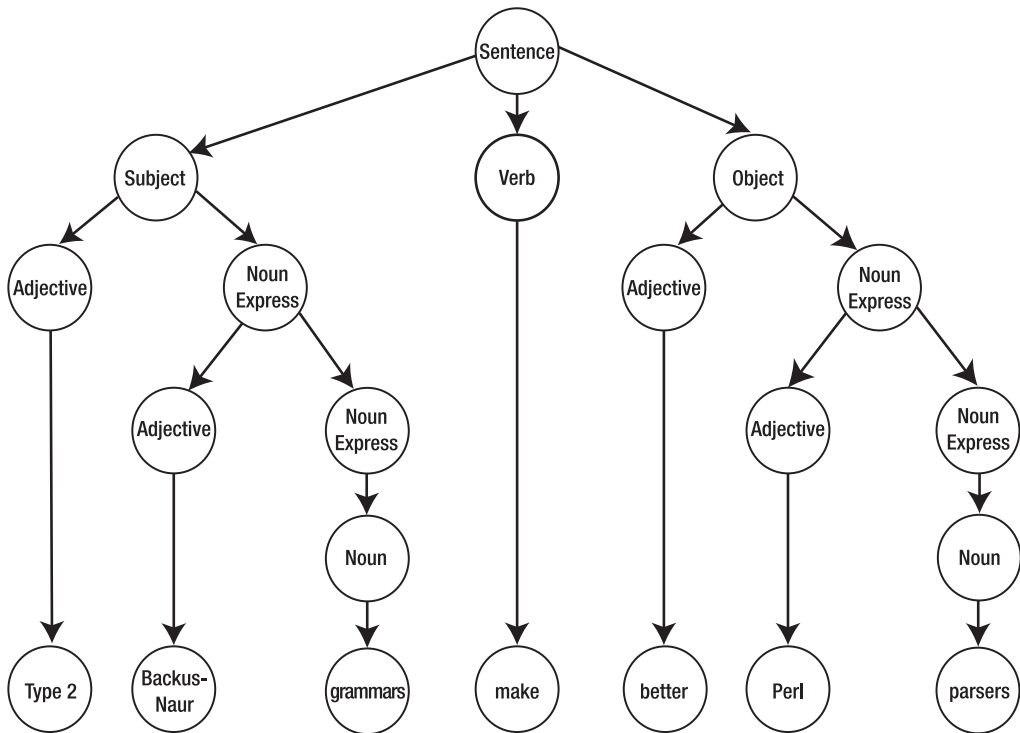 Sentence
Subject
Verb
Object
Adjective
Noun
Express
Adjective
Noun
Express
Adjective
Noun
Express
Adjective
Noun
Express
Noun
Noun
Type 2
Backus-
Naur
grammars
make
better
Perl
parsers